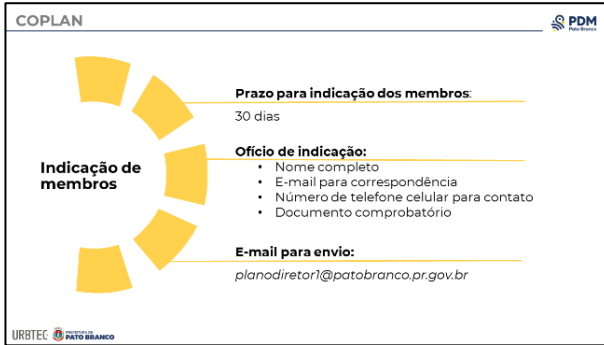 COPLAN
PDM
Pato Branco
Prazo para indicação dos membros:
30 dias
Indicação de
membros
Ofício de indicação:
• Nome completo
• E-mail para correspondência
• Número de telefone celular para contato
• Documento comprobatório
E-mail para envio:
planodiretor1@patobranco.pr.gov.br
URBTEC
PREFEITURA DE
PATO BRANCO